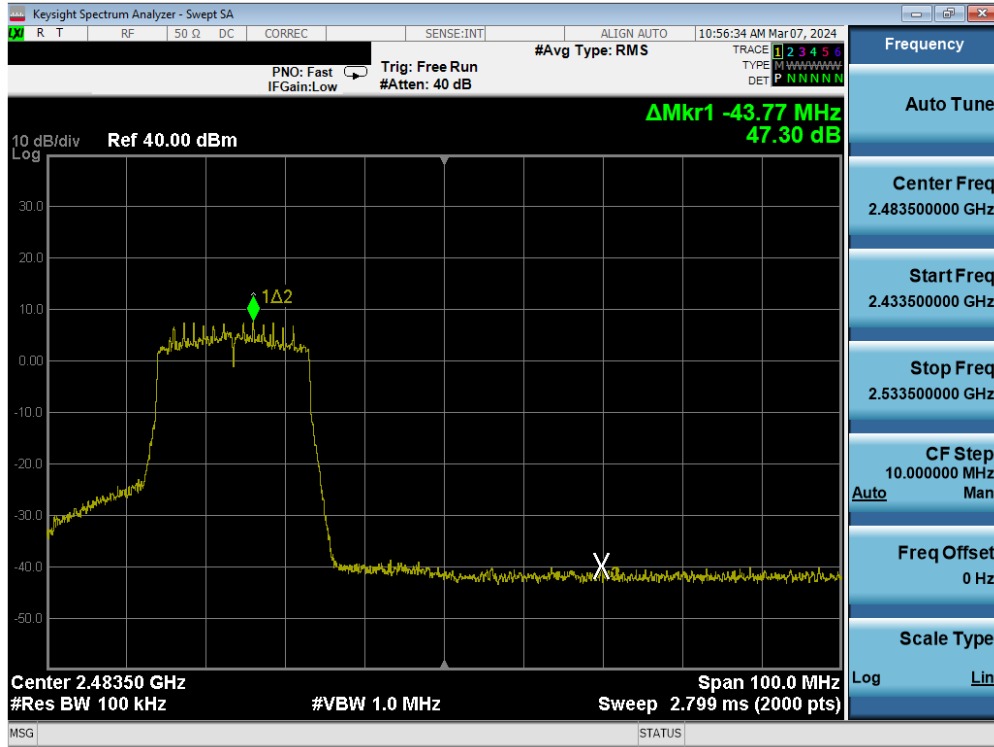 Keysight Spectrum Analyzer - Swept SA
LXI R T RF 50 Ω DC CORREC SENSE:INT ALIGN AUTO 10:56:34 AM Mar 07, 2024
#Avg Type: RMS TRACE 1 2 3 4 5 6
PNO: Fast Trig: Free Run TYPE M WWWWW
IFGain:Low #Atten: 40 dB DET P N N N N N
ΔMkr1 -43.77 MHz
10 dB/div Ref 40.00 dBm 47.30 dB
Log
30.0
20.0
1Δ2
10.0
0.00
-10.0
-20.0
-30.0
-40.0
-50.0
Center 2.48350 GHz Span 100.0 MHz
#Res BW 100 kHz #VBW 1.0 MHz Sweep 2.799 ms (2000 pts)
MSG STATUS
Frequency
Auto Tune
Center Freq
2.483500000 GHz
Start Freq
2.433500000 GHz
Stop Freq
2.533500000 GHz
CF Step
10.000000 MHz
Auto Man
Freq Offset
0 Hz
Scale Type
Log Lin